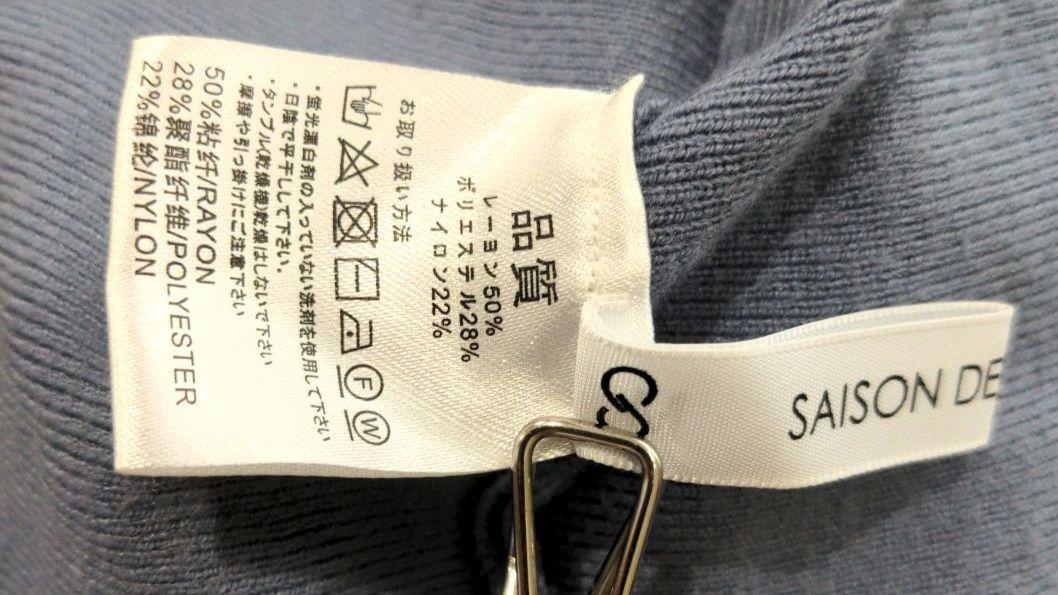 品質
レーヨン50%
ポリエステル28%
ナイロン22%
お取り扱い方法
F
W
・蛍光漂白剤の入っていない洗剤を使用して下さい
・日陰で平干しして下さい。
・タンブル(乾燥機)乾燥はしないで下さい
・摩擦や引っ掛けにご注意下さい
50%粘纤/RAYON
28%聚酯纤维/POLYESTER
22%锦纶/NYLON
SAISON DE